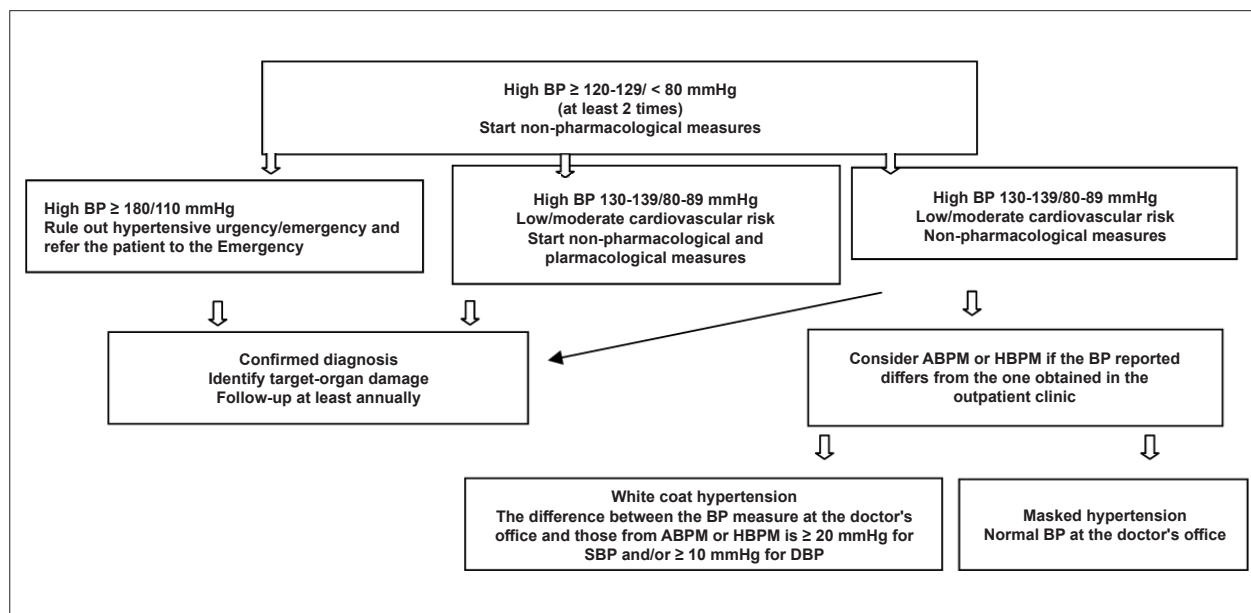 High BP ≥ 120-129/ < 80 mmHg
(at least 2 times)
Start non-pharmacological measures
High BP ≥ 180/110 mmHg
Rule out hypertensive urgency/emergency and
refer the patient to the Emergency
High BP 130-139/80-89 mmHg
Low/moderate cardiovascular risk
Start non-pharmacological and
plarmacological measures
High BP 130-139/80-89 mmHg
Low/moderate cardiovascular risk
Non-pharmacological measures
Confirmed diagnosis
Identify target-organ damage
Follow-up at least annually
Consider ABPM or HBPM if the BP reported
differs from the one obtained in the
outpatient clinic
White coat hypertension
The difference between the BP measure at the doctor's
office and those from ABPM or HBPM is ≥ 20 mmHg for
SBP and/or ≥ 10 mmHg for DBP
Masked hypertension
Normal BP at the doctor's office